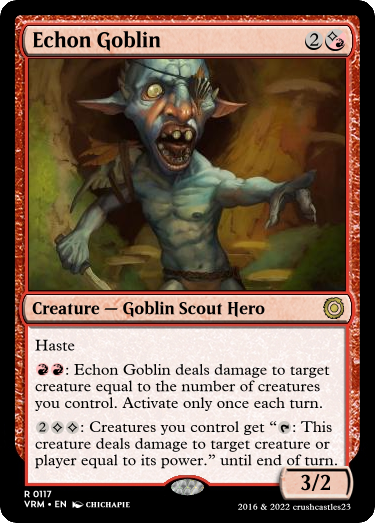 Echon Goblin 2
Creature — Goblin Scout Hero
Haste
: Echon Goblin deals damage to target
creature equal to the number of creatures
you control. Activate only once each turn.
2 : Creatures you control get “ : This
creature deals damage to target creature or
player equal to its power.” until end of turn.
3/2
R 0117
VRM • EN CHICHAPIE
2016 & 2022 crushcastles23